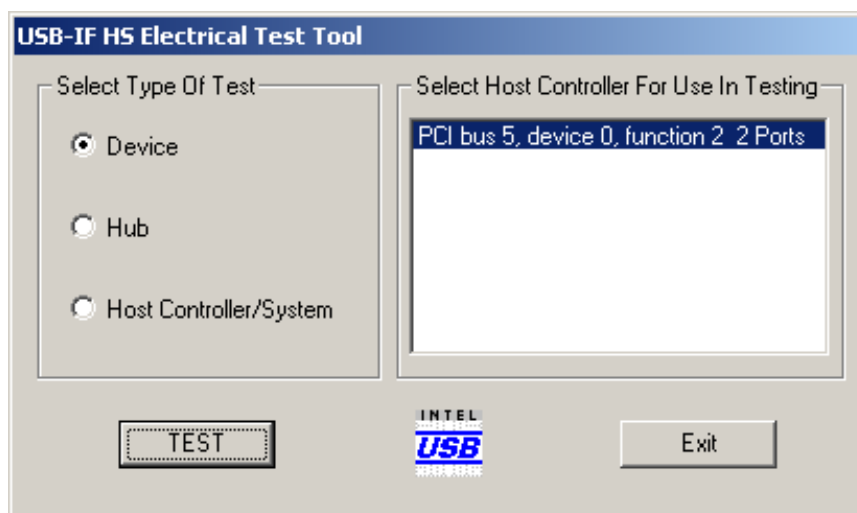 USB-IF HS Electrical Test Tool
Select Type Of Test
Device
Hub
Host Controller/System
Select Host Controller For Use In Testing
PCI bus 5, device 0, function 2  2 Ports
TEST
INTEL
USB
Exit